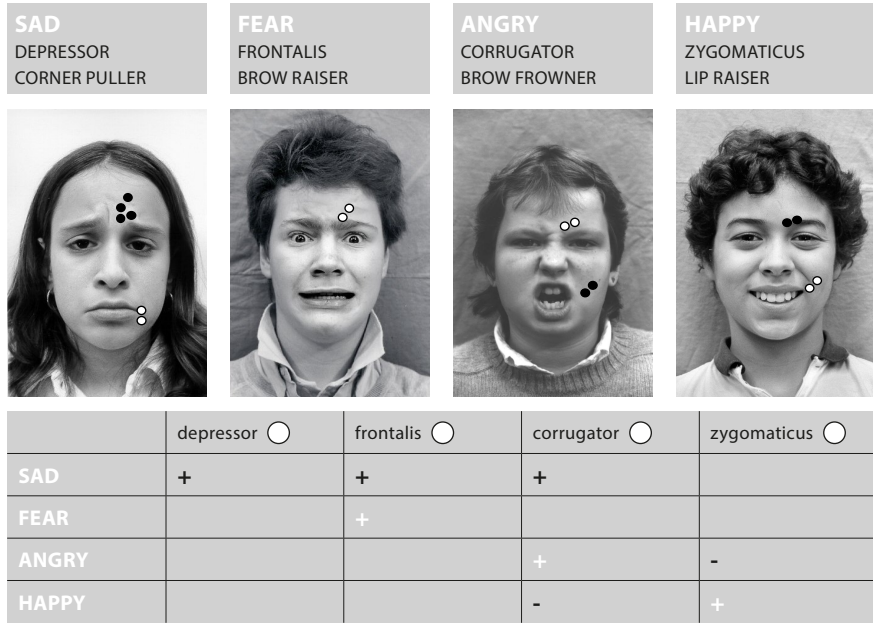 SAD
DEPRESSOR
CORNER PULLER
FEAR
FRONTALIS
BROW RAISER
ANGRY
CORRUGATOR
BROW FROWNER
HAPPY
ZYGOMATICUS
LIP RAISER
depressor frontalis corrugator zygomaticus
SAD + + +
FEAR +
ANGRY + -
HAPPY - +